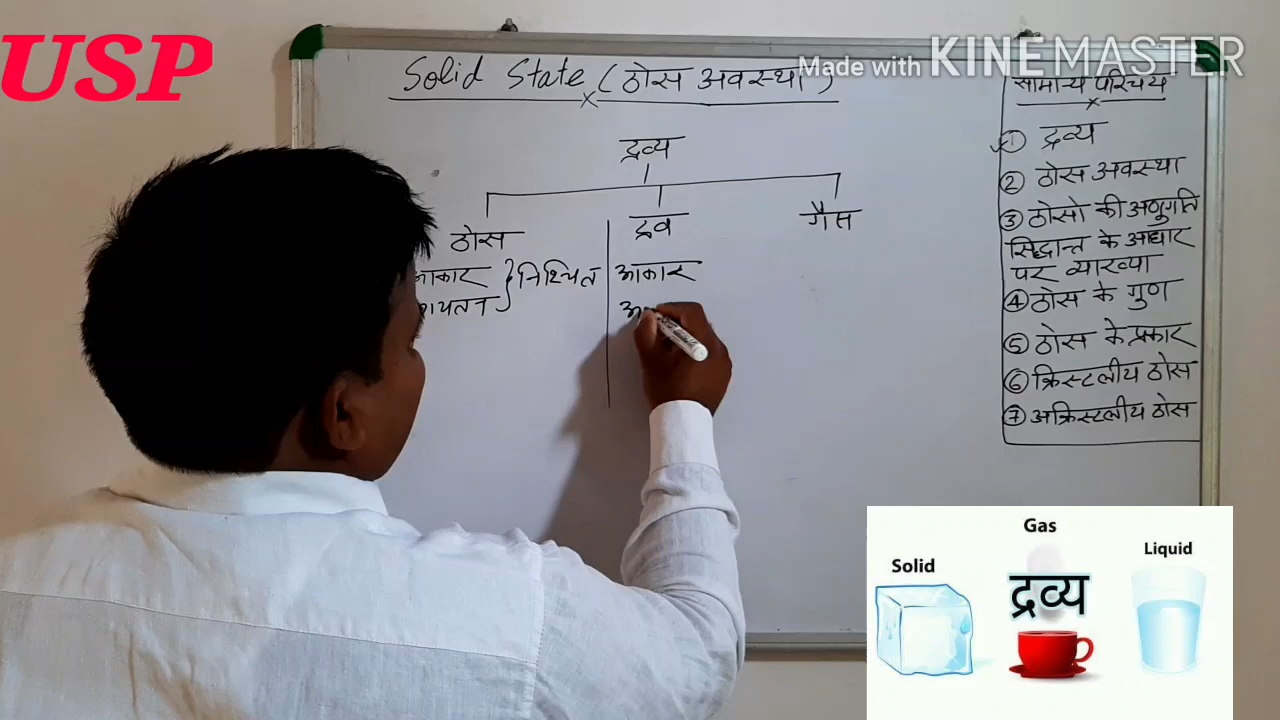 USP
Made with KINEMASTER
Solid State (ठोस अवस्था)
द्रव्य
ठोस
द्रव
गैस
आकार
आयतन
निश्चित
आकार
सामान्य परिचय
① द्रव्य
② ठोस अवस्था
③ ठोसो की अणुगति
सिद्धान्त के आधार
पर व्याख्या
④ ठोस के गुण
⑤ ठोस के प्रकार
⑥ क्रिस्टलीय ठोस
⑦ अक्रिस्टलीय ठोस
Gas
Solid
Liquid
द्रव्य